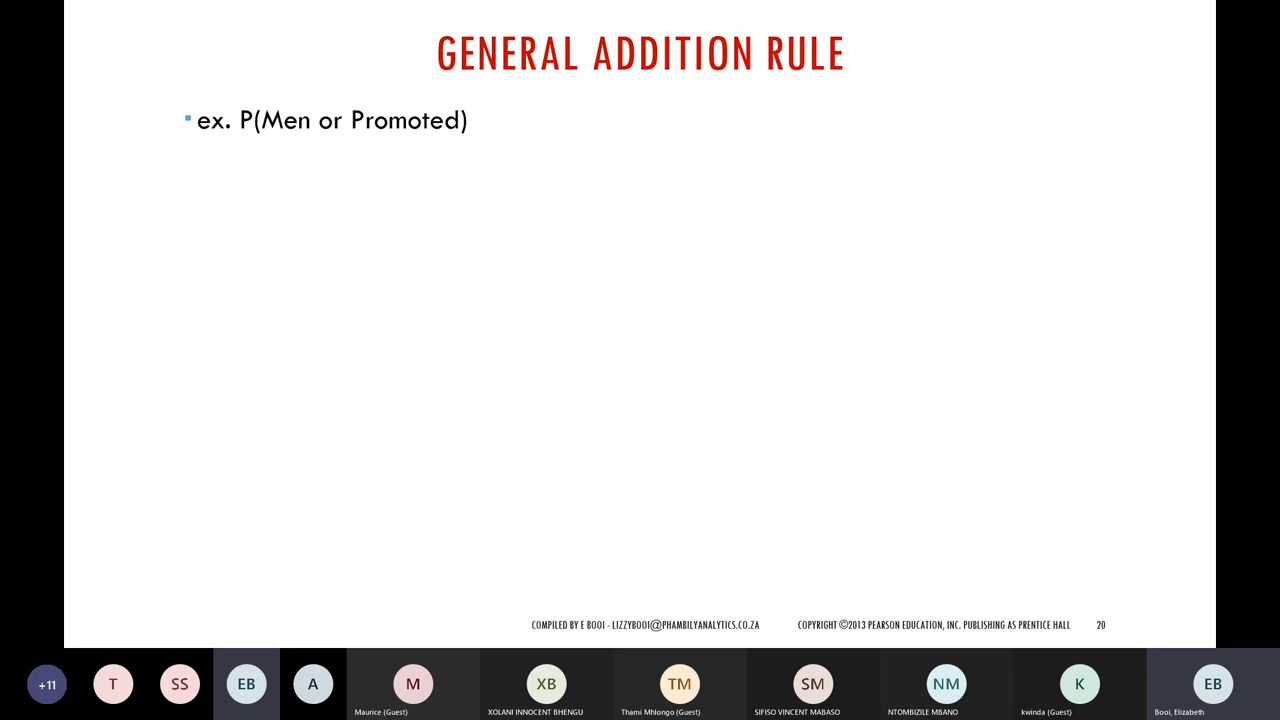 GENERAL ADDITION RULE
ex. P(Men or Promoted)
COMPILED BY E BOOI - LIZZYBOOI@PHAMBILYANALYTICS.CO.ZA COPYRIGHT ©2013 PEARSON EDUCATION, INC. PUBLISHING AS PRENTICE HALL 20
+11 T SS EB A M XB TM SM NM K EB
Maurice (Guest) XOLANI INNOCENT BHENGU Thami Mhlongo (Guest) SIFISO VINCENT MABASO NTOMBIZILE MBANO kwinda (Guest) Booi, Elizabeth